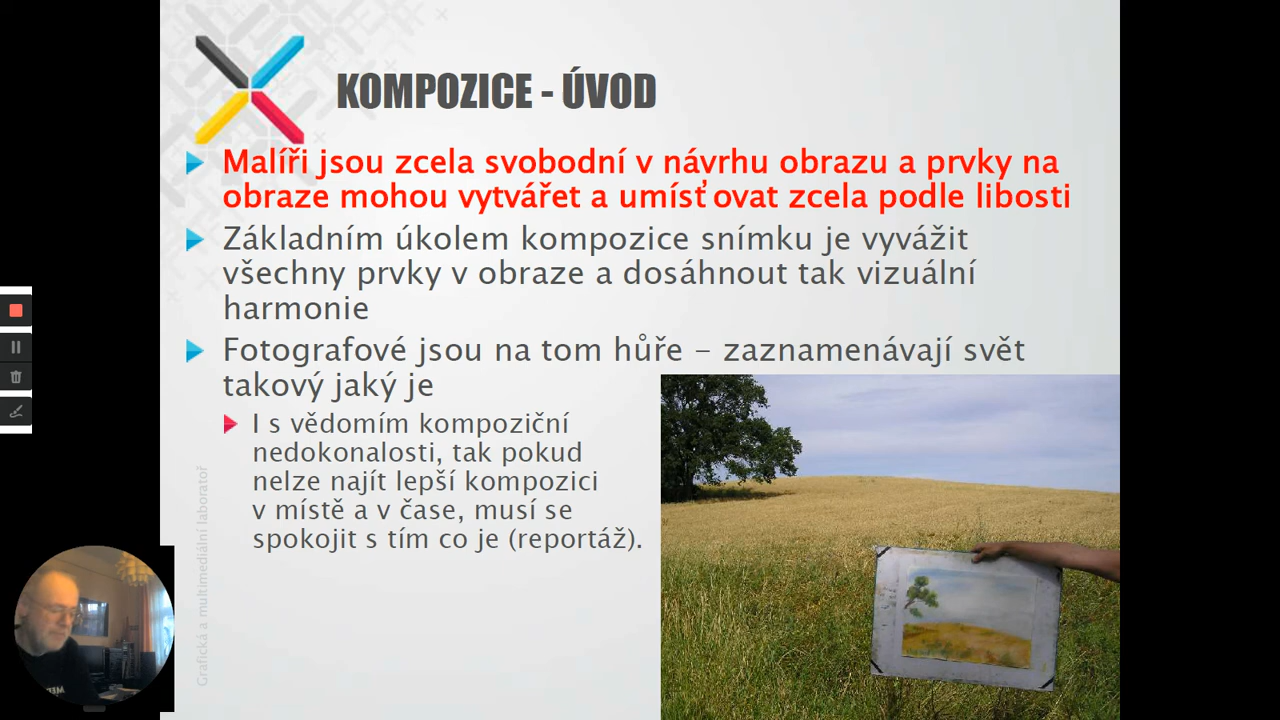 KOMPOZICE - ÚVOD
Malíři jsou zcela svobodní v návrhu obrazu a prvky na
obraze mohou vytvářet a umísťovat zcela podle libosti
Základním úkolem kompozice snímku je vyvážit
všechny prvky v obraze a dosáhnout tak vizuální
harmonie
Fotografové jsou na tom hůře – zaznamenávají svět
takový jaký je
I s vědomím kompoziční
nedokonalosti, tak pokud
nelze najít lepší kompozici
v místě a v čase, musí se
spokojit s tím co je (reportáž).
Grafická a multimediální laboratoř